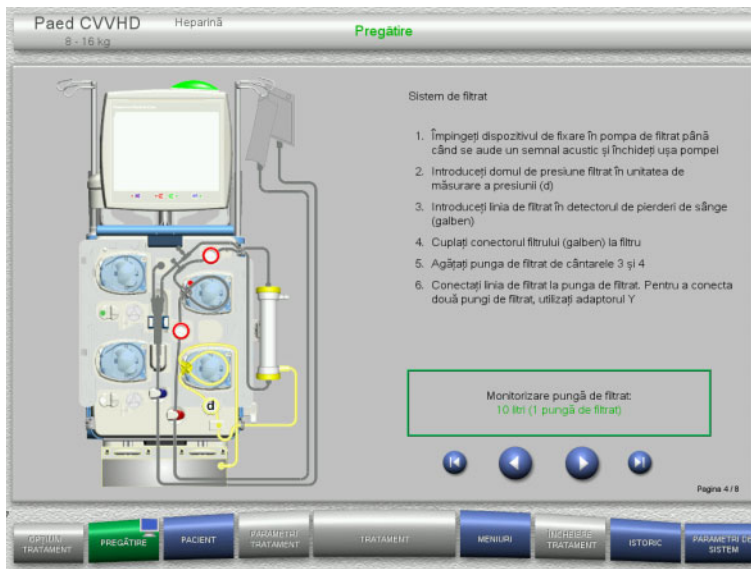 Paed CVVHD
Heparină
8 - 16 kg
Pregătire
Sistem de filtrat
1. Împingeți dispozitivul de fixare în pompa de filtrat până
când se aude un semnal acustic și închideți ușa pompei
2. Introduceți domul de presiune filtrat în unitatea de
măsurare a presiunii (d)
3. Introduceți linia de filtrat în detectorul de pierderi de sânge
(galben)
4. Cuplați conectorul filtrului (galben) la filtru
5. Agățați punga de filtrat de cântarele 3 și 4
6. Conectați linia de filtrat la punga de filtrat. Pentru a conecta
două pungi de filtrat, utilizați adaptorul Y
d
Monitorizare pungă de filtrat:
10 litri (1 pungă de filtrat)
Pagina 4 / 8
OPȚIUNI
TRATAMENT
PREGĂTIRE
PACIENT
PARAMETRI
TRATAMENT
TRATAMENT
MENIURI
ÎNCHEIERE
TRATAMENT
ISTORIC
PARAMETRI DE
SISTEM